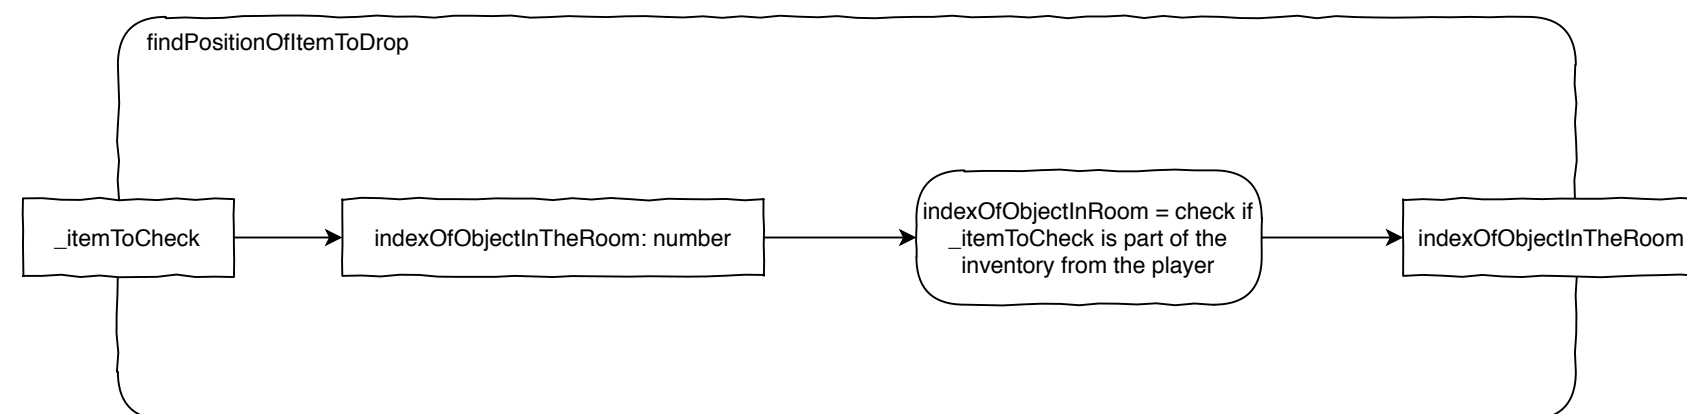 findPositionOfItemToDrop
_itemToCheck
indexOfObjectInTheRoom: number
indexOfObjectInRoom = check if
_itemToCheck is part of the
inventory from the player
indexOfObjectInTheRoom